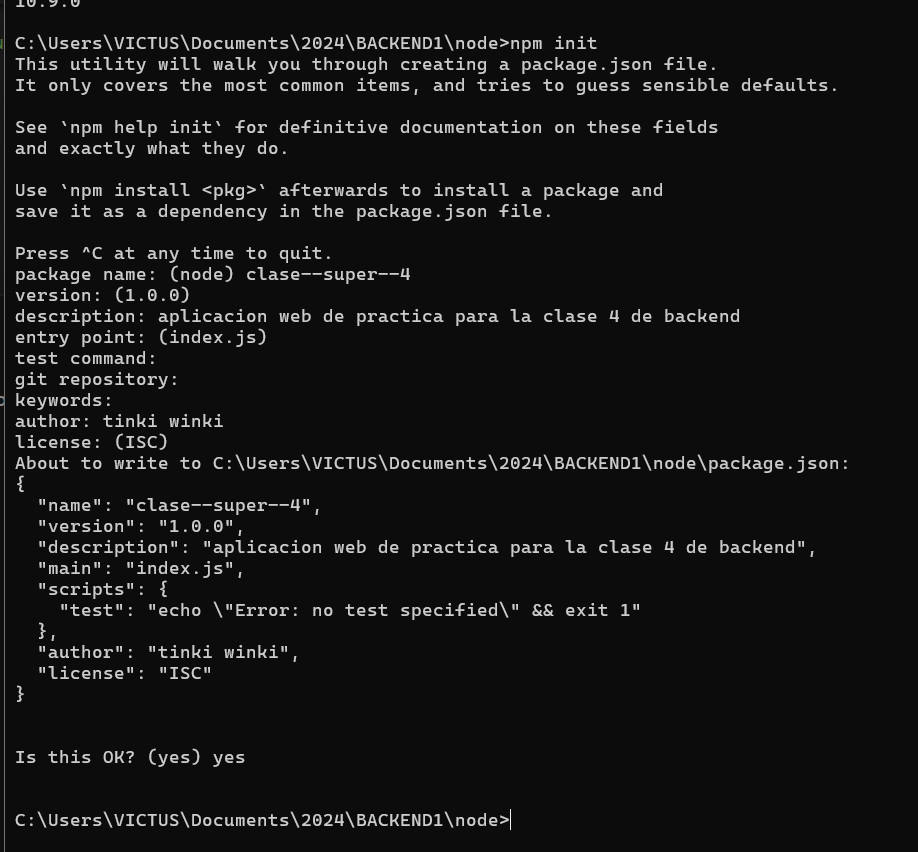 10.9.0
C:\Users\VICTUS\Documents\2024\BACKEND1\node>npm init
This utility will walk you through creating a package.json file.
It only covers the most common items, and tries to guess sensible defaults.
See `npm help init` for definitive documentation on these fields
and exactly what they do.
Use `npm install <pkg>` afterwards to install a package and
save it as a dependency in the package.json file.
Press ^C at any time to quit.
package name: (node) clase--super--4
version: (1.0.0)
description: aplicacion web de practica para la clase 4 de backend
entry point: (index.js)
test command:
git repository:
keywords:
author: tinki winki
license: (ISC)
About to write to C:\Users\VICTUS\Documents\2024\BACKEND1\node\package.json:
{
  "name": "clase--super--4",
  "version": "1.0.0",
  "description": "aplicacion web de practica para la clase 4 de backend",
  "main": "index.js",
  "scripts": {
    "test": "echo \"Error: no test specified\" && exit 1"
  },
  "author": "tinki winki",
  "license": "ISC"
}
Is this OK? (yes) yes
C:\Users\VICTUS\Documents\2024\BACKEND1\node>